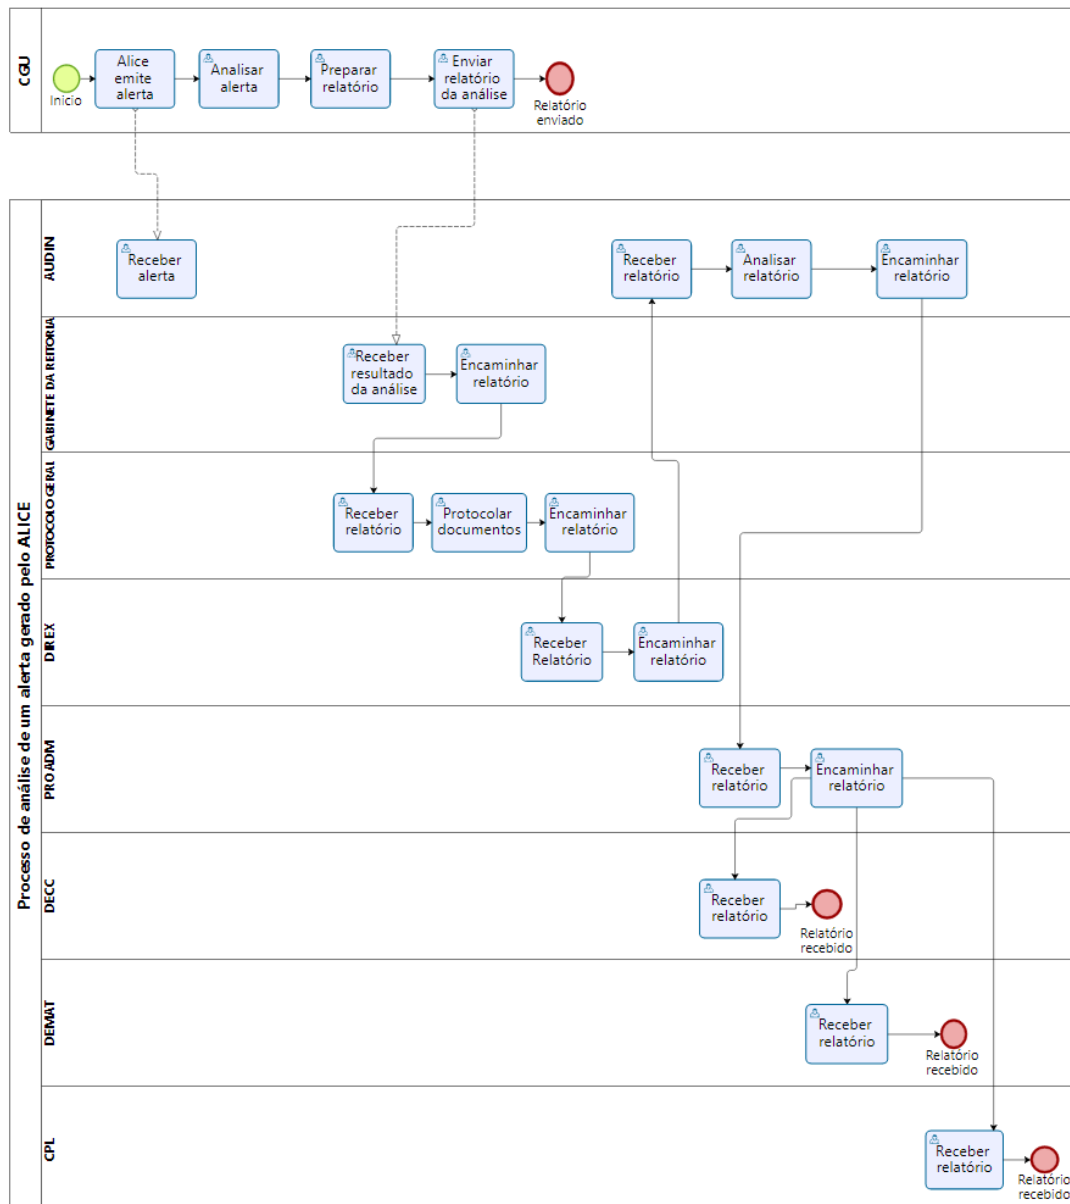 CGU
Inicio
Alice
emite
alerta
Analisar
alerta
Preparar
relatório
Enviar
relatório
da análise
Relatório
enviado
Processo de análise de um alerta gerado pelo ALICE
AUDIN
Receber
alerta
Receber
relatório
Analisar
relatório
Encaminhar
relatório
GABINETE DA REITORIA
Receber
resultado
da análise
Encaminhar
relatório
PROTOCOLO GERAL
Receber
relatório
Protocolar
documentos
Encaminhar
relatório
DIREX
Receber
Relatório
Encaminhar
relatório
PROADM
Receber
relatório
Encaminhar
relatório
DECC
Receber
relatório
Relatório
recebido
DEMAT
Receber
relatório
Relatório
recebido
CPL
Receber
relatório
Relatório
recebido